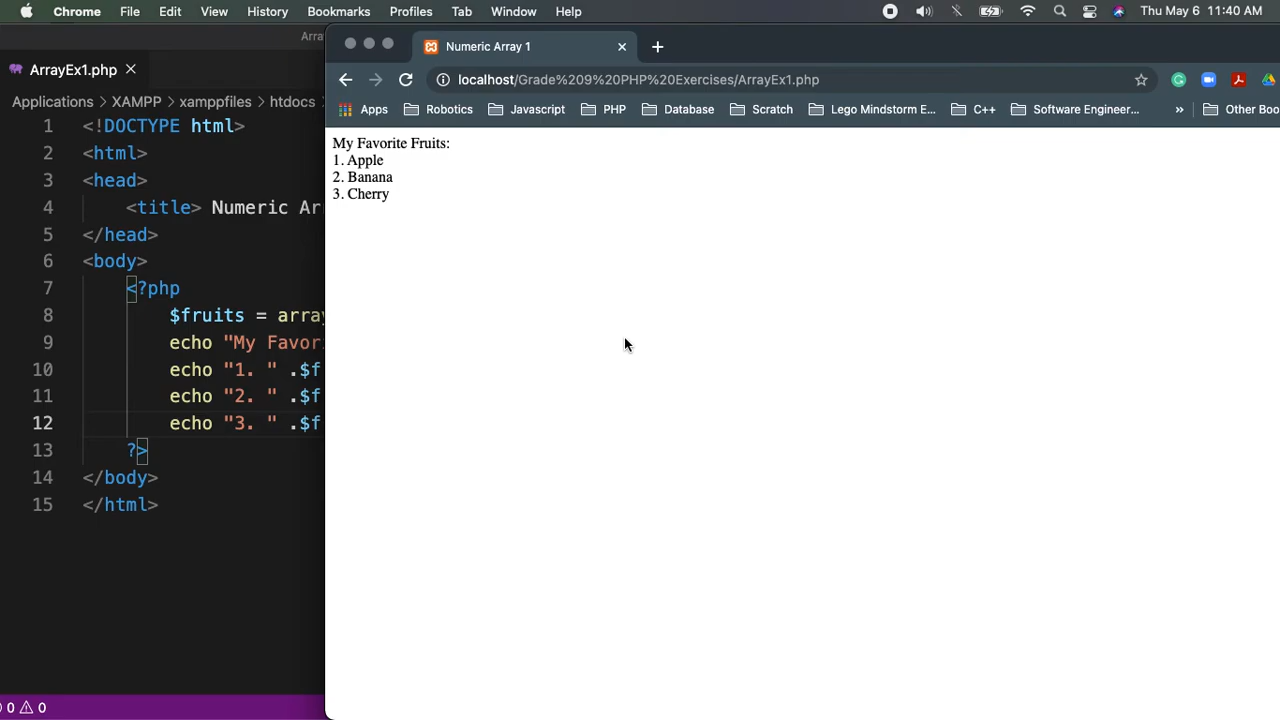 Chrome File Edit View History Bookmarks Profiles Tab Window Help Thu May 6 11:40 AM
ArrayEx1.php
Applications > XAMPP > xamppfiles > htdocs
1 <!DOCTYPE html>
2 <html>
3 <head>
4 <title> Numeric Ar
5 </head>
6 <body>
7 <?php
8 $fruits = array
9 echo "My Favor
10 echo "1. " .$f
11 echo "2. " .$f
12 echo "3. " .$f
13 ?>
14 </body>
15 </html>
0 0
Arra
Numeric Array 1
localhost/Grade%209%20PHP%20Exercises/ArrayEx1.php
Apps Robotics Javascript PHP Database Scratch Lego Mindstorm E... C++ Software Engineer... » Other Boo
My Favorite Fruits:
1. Apple
2. Banana
3. Cherry